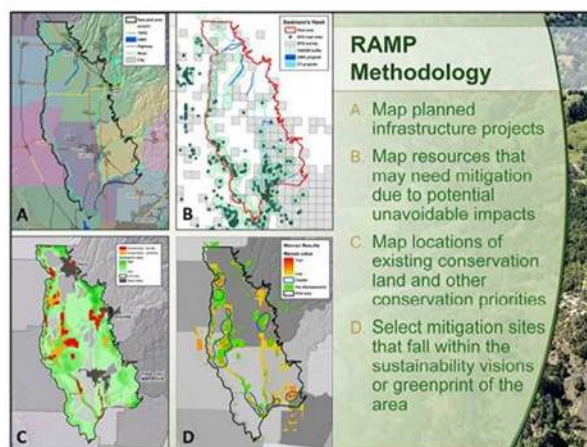 A
Swainson's Hawk
B
C
Marxan Results
D
RAMP
Methodology
A. Map planned
infrastructure projects
B. Map resources that
may need mitigation
due to potential
unavoidable impacts
C. Map locations of
existing conservation
land and other
conservation priorities
D. Select mitigation sites
that fall within the
sustainability visions
or greenprint of the
area